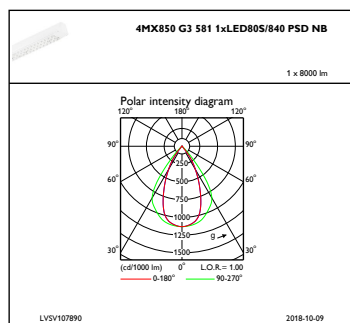 4MX850 G3 581 1xLED80S/840 PSD NB
1 x 8000 lm
Polar intensity diagram
120° 180° 120°
90° 90°
250
60° 500 60°
750
1000
1250 g
30° 1500 30°
(cd/1000 lm) 0° L.O.R.= 1.00
0-180° 90-270°
LVSV107890 2018-10-09